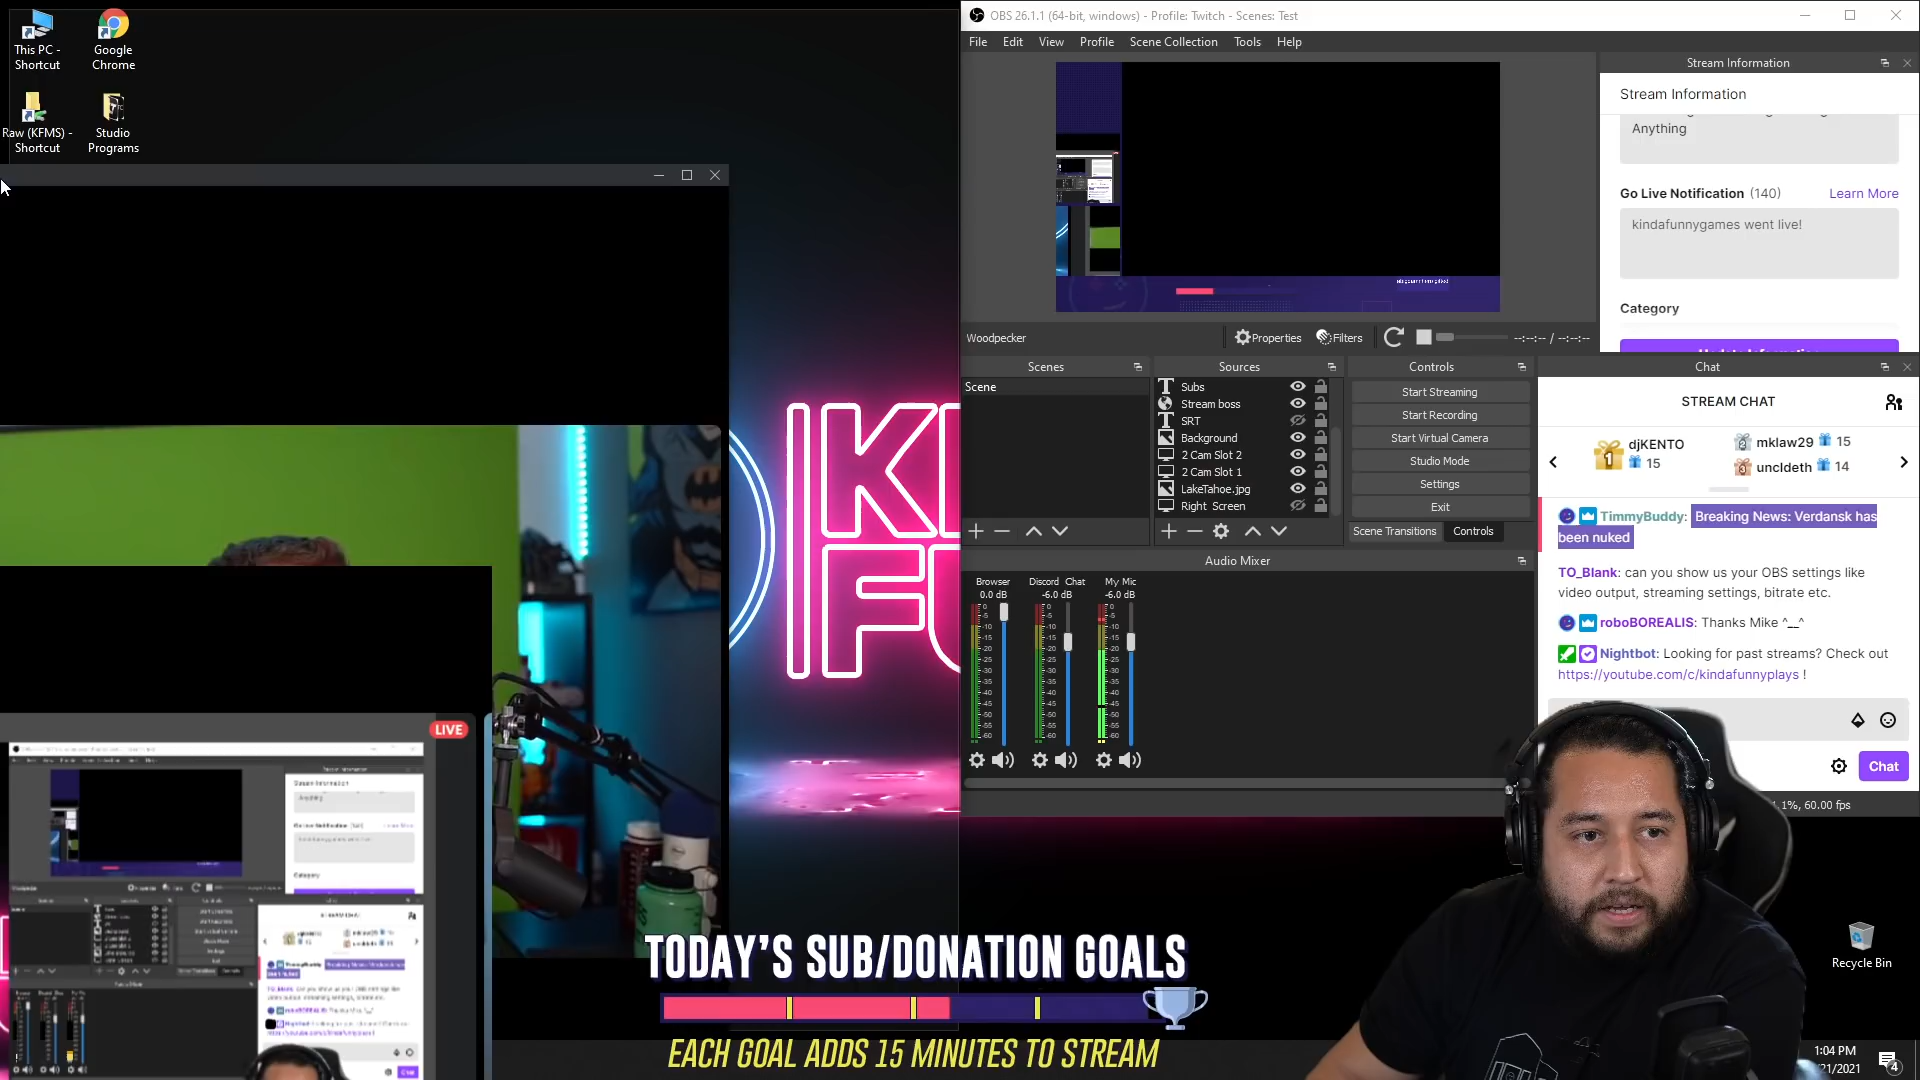 This PC -
Shortcut
Google
Chrome
Raw (KFMS) -
Shortcut
Studio
Programs
OBS 26.1.1 (64-bit, windows) - Profile: Twitch - Scenes: Test
File Edit View Profile Scene Collection Tools Help
Stream Information
Stream Information
Anything
Go Live Notification (140) Learn More
kindafunnygames went live!
Category
Woodpecker
Properties
Filters
--:--:-- / --:--:--
Scenes
Sources
Controls
Chat
Scene
Subs
Stream boss
SRT
Background
2 Cam Slot 2
2 Cam Slot 1
LakeTahoe.jpg
Right Screen
Start Streaming
Start Recording
Start Virtual Camera
Studio Mode
Settings
Exit
Scene Transitions Controls
STREAM CHAT
1
djKENTO
15
2
mklaw29 15
3
uncldeth 14
TimmyBuddy: Breaking News: Verdansk has
been nuked
TO_Blank: can you show us your OBS settings like
video output, streaming settings, bitrate etc.
roboBOREALIS: Thanks Mike ^__^
Nightbot: Looking for past streams? Check out
https://youtube.com/c/kindafunnyplays !
Chat
Audio Mixer
Browser
0.0 dB
Discord Chat
-6.0 dB
My Mic
-6.0 dB
1%, 60.00 fps
LIVE
TODAY'S SUB/DONATION GOALS
EACH GOAL ADDS 15 MINUTES TO STREAM
Recycle Bin
1:04 PM
/21/2021
4